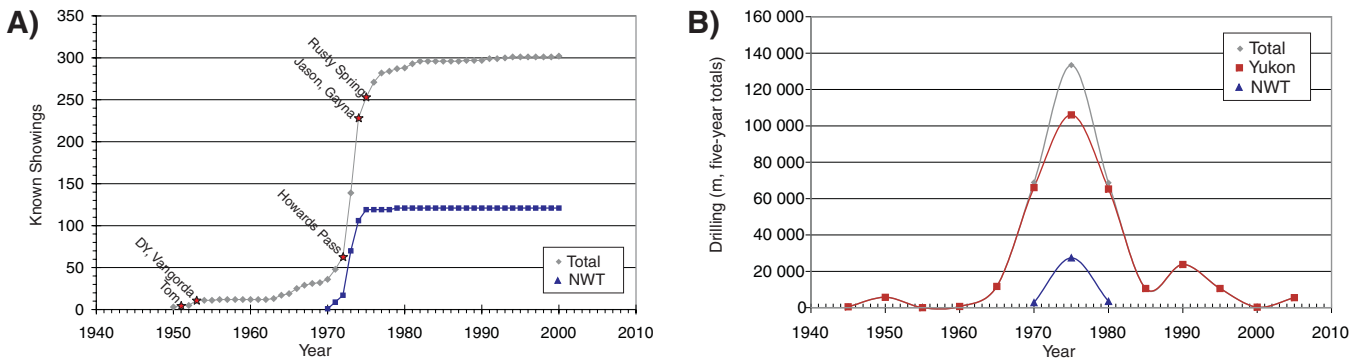 A)
350
300
250
200
150
100
50
0
Known Showings
1940
1950
1960
1970
1980
1990
2000
2010
Year
Tom
DY, Vangorda
Howards Pass
Jason, Gayna
Rusty Spring
Total
NWT
B)
160 000
140 000
120 000
100 000
80 000
60 000
40 000
20 000
0
Drilling (m, five-year totals)
1940
1950
1960
1970
1980
1990
2000
2010
Year
Total
Yukon
NWT